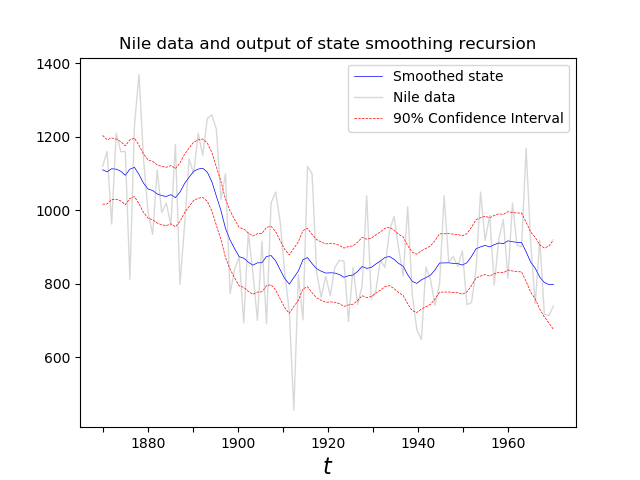 Nile data and output of state smoothing recursion
1400
1200
1000
800
600
Smoothed state
Nile data
90% Confidence Interval
1880
1900
1920
1940
1960
t